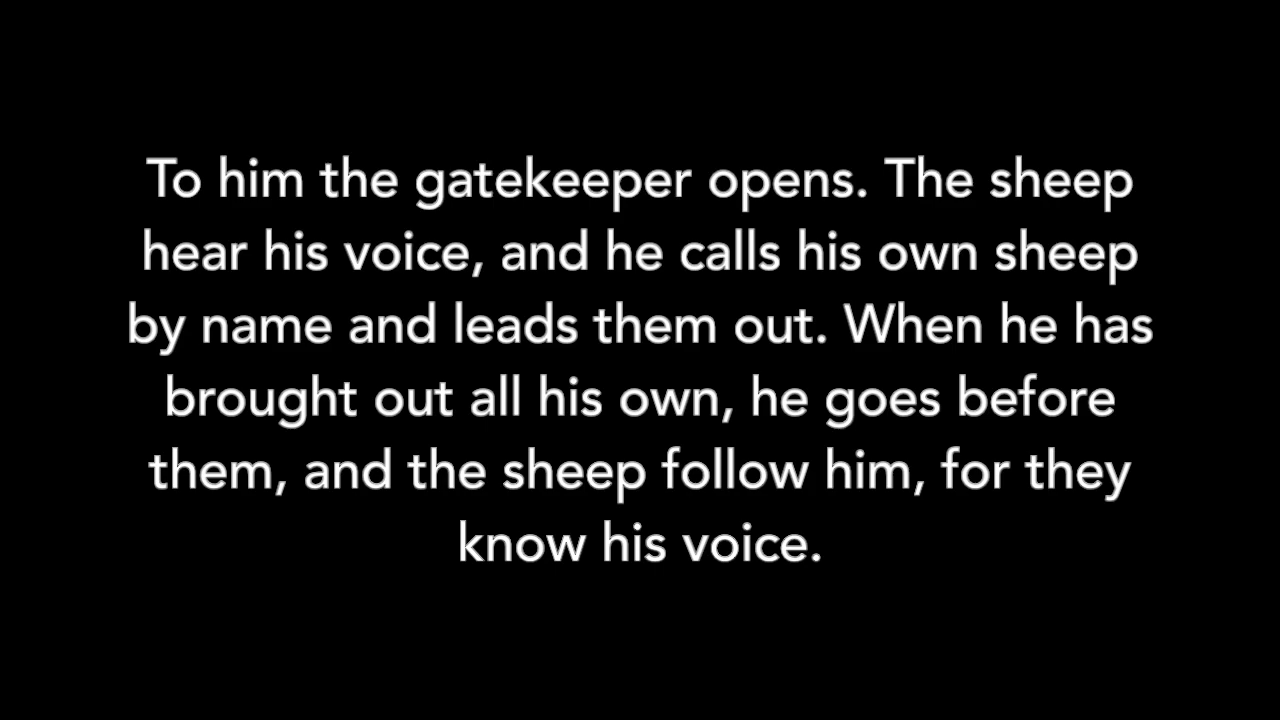 To him the gatekeeper opens. The sheep
hear his voice, and he calls his own sheep
by name and leads them out. When he has
brought out all his own, he goes before
them, and the sheep follow him, for they
know his voice.